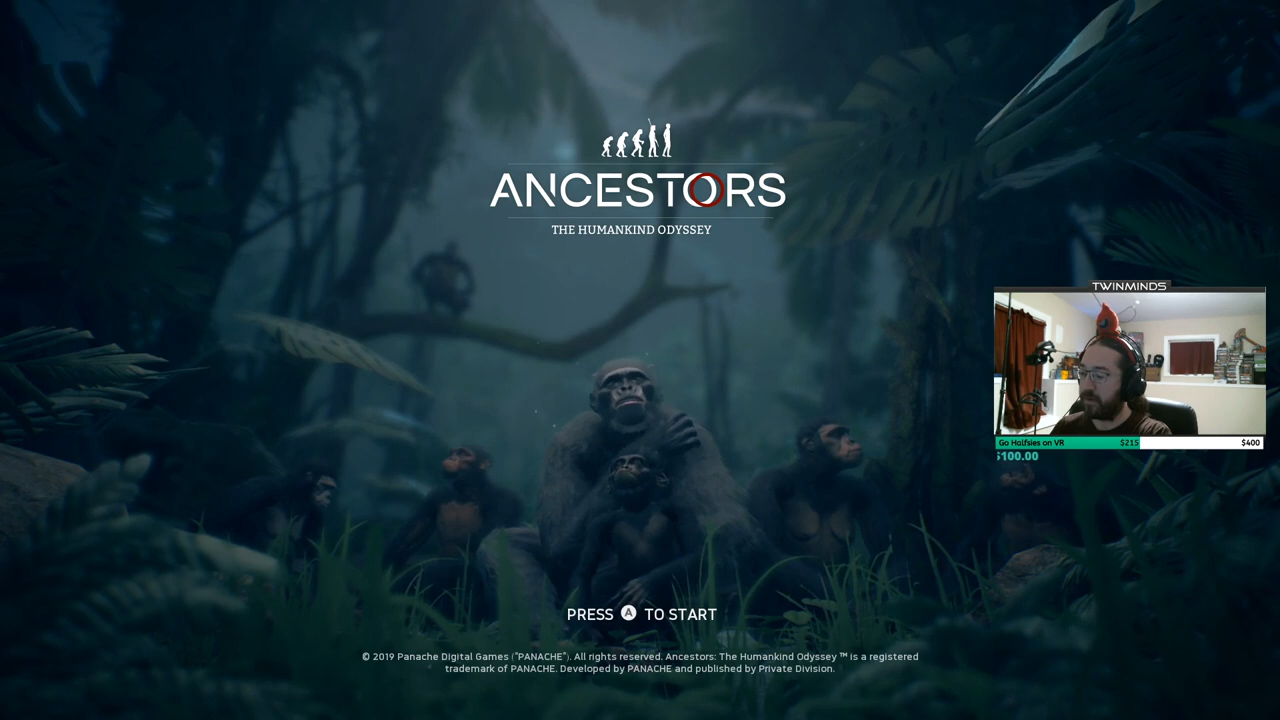 ANCESTORS
THE HUMANKIND ODYSSEY
TWINMINDS
Go Halfsies on VR $215 $400
$100.00
PRESS A TO START
© 2019 Panache Digital Games ("PANACHE"). All rights reserved. Ancestors: The Humankind Odyssey ™ is a registered
trademark of PANACHE. Developed by PANACHE and published by Private Division.